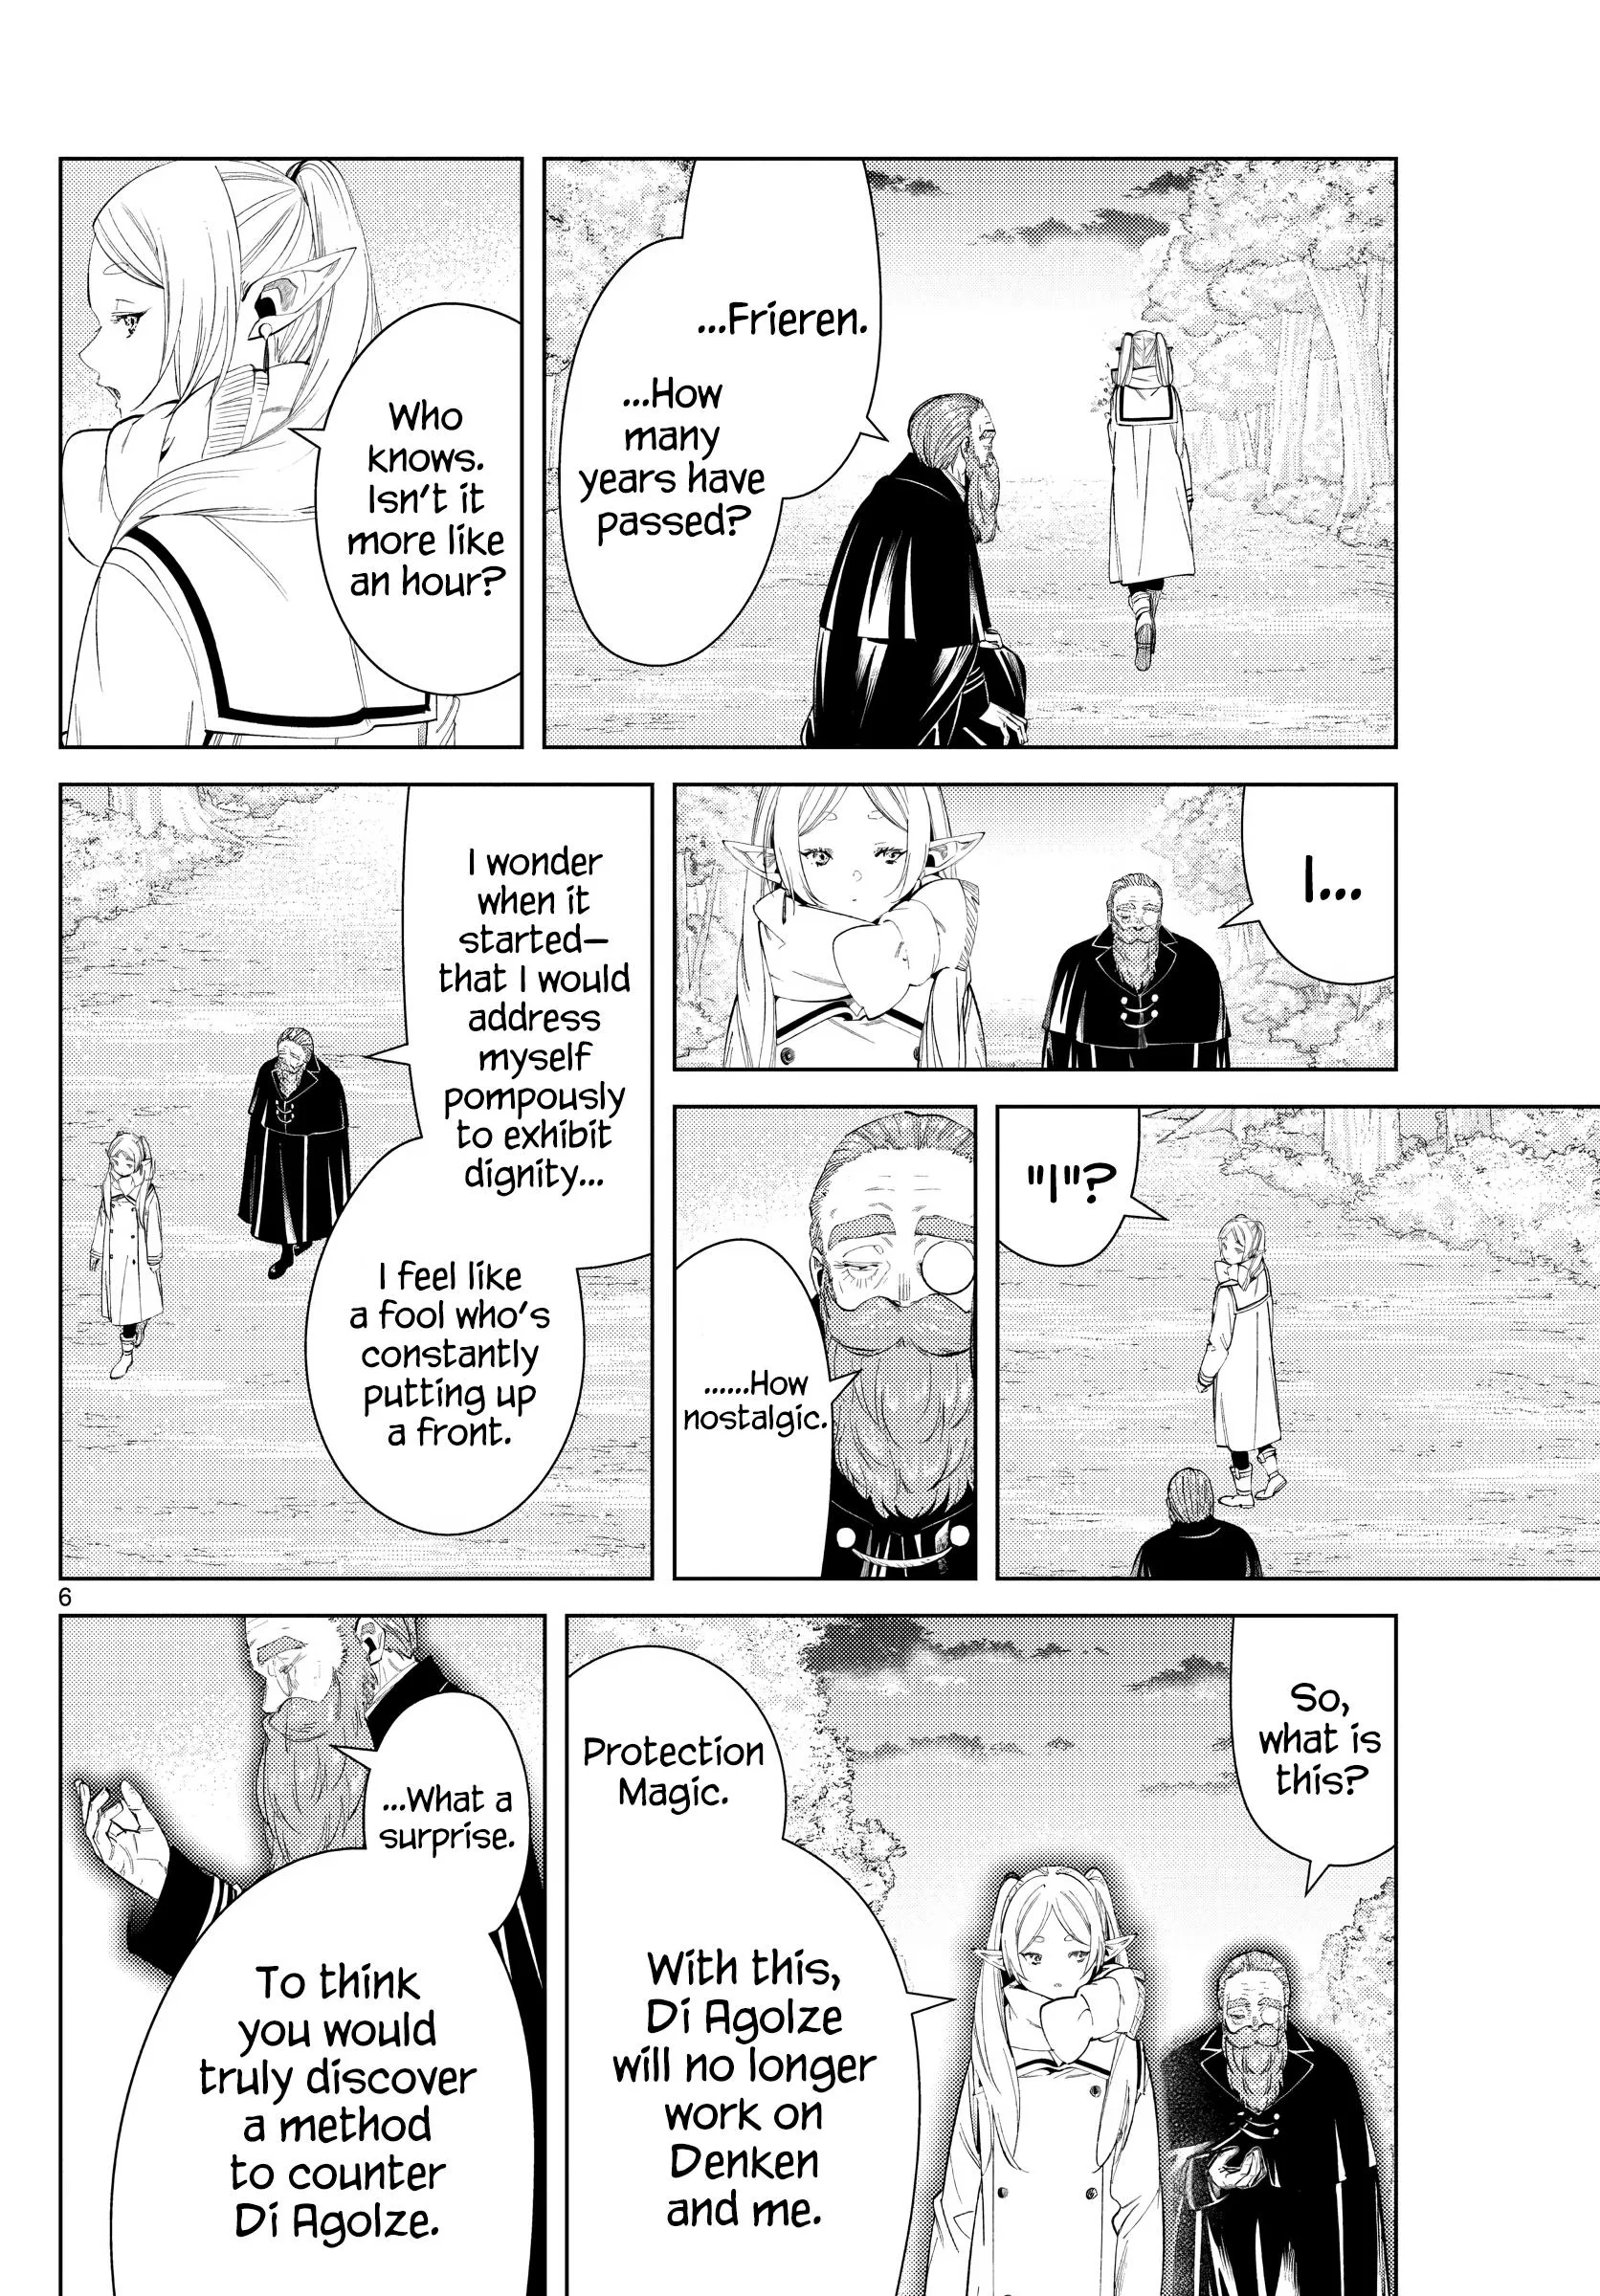 ...Frieren.
...How
many
years have
passed?
Who
knows.
Isn't it
more like
an hour?
I...
"I"?
......How
nostalgic.
I wonder
when it
started—
that I would
address
myself
pompously
to exhibit
dignity...
I feel like
a fool who's
constantly
putting up
a front.
6
So,
what is
this?
Protection
Magic.
With this,
Di Agolze
will no longer
work on
Denken
and me.
...What a
surprise.
To think
you would
truly discover
a method
to counter
Di Agolze.